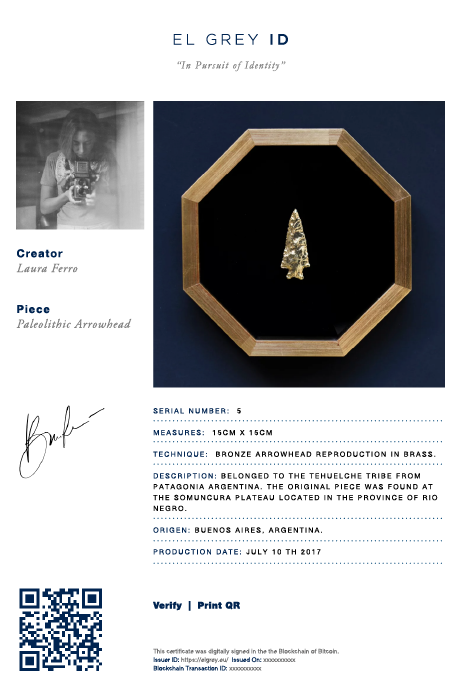 EL GREY ID
“In Pursuit of Identity”
Creator
Laura Ferro
Piece
Paleolithic Arrowhead
SERIAL NUMBER: 5
MEASURES: 15CM X 15CM
TECHNIQUE: BRONZE ARROWHEAD REPRODUCTION IN BRASS.
DESCRIPTION: BELONGED TO THE TEHUELCHE TRIBE FROM
PATAGONIA ARGENTINA. THE ORIGINAL PIECE WAS FOUND AT
THE SOMUNCURA PLATEAU LOCATED IN THE PROVINCE OF RIO
NEGRO.
ORIGEN: BUENOS AIRES, ARGENTINA.
PRODUCTION DATE: JULY 10 TH 2017
Verify | Print QR
This certificate was digitally signed in the the Blockchain of Bitcoin.
Issuer ID: https://elgrey.eu/ Issued On: xxxxxxxxxx
Blockchain Transaction ID: xxxxxxxxxx